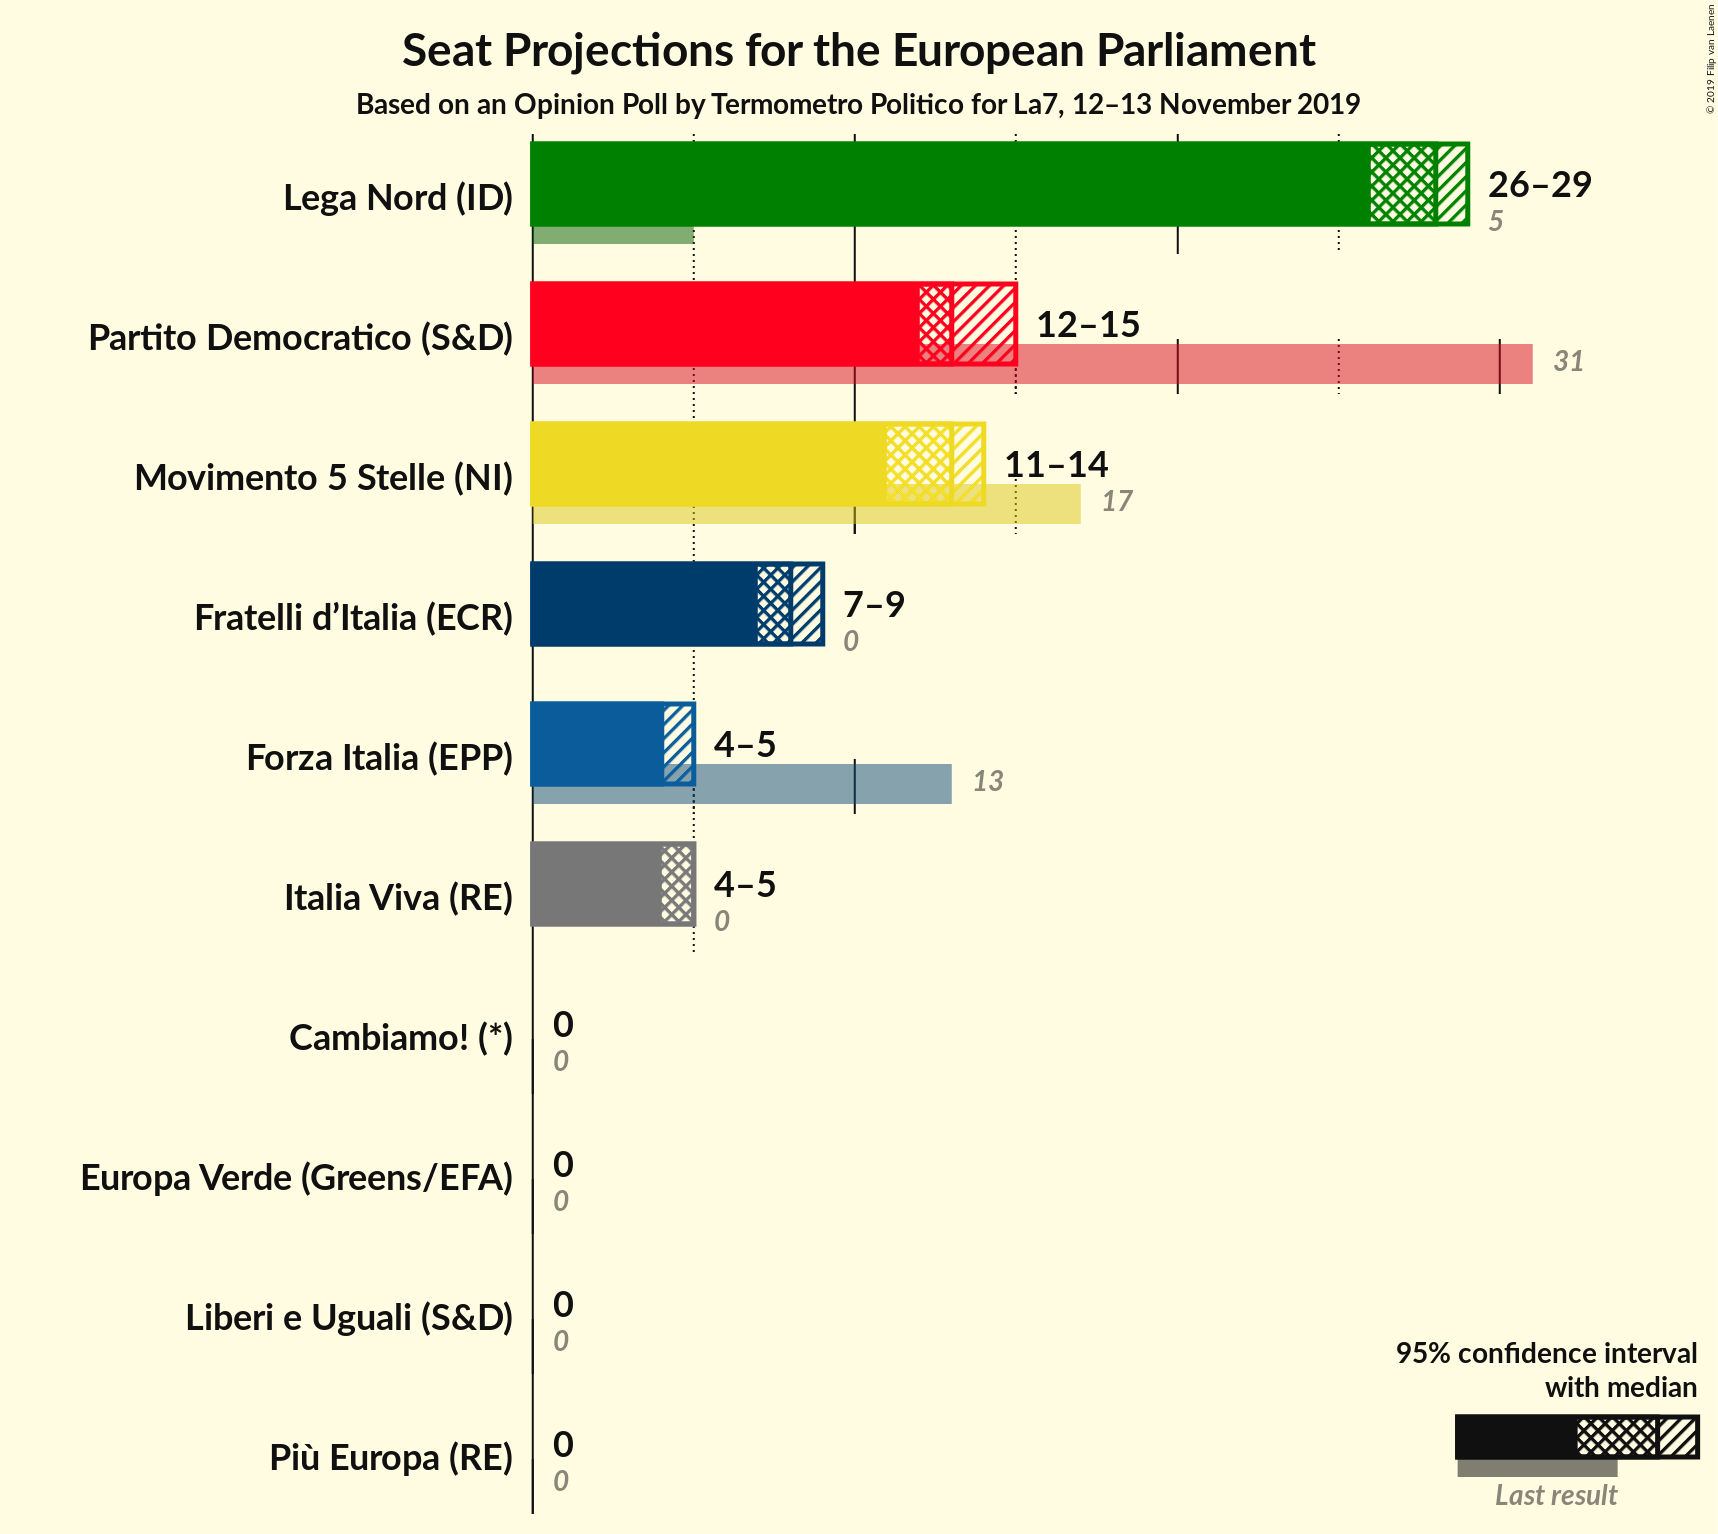 Seat Projections for the European Parliament
Based on an Opinion Poll by Termometro Politico for La7, 12–13 November 2019
© 2019 Filip van Laenen
Lega Nord (ID)
26–29
5
Partito Democratico (S&D)
12–15
31
Movimento 5 Stelle (NI)
11–14
17
Fratelli d’Italia (ECR)
7–9
0
Forza Italia (EPP)
4–5
13
Italia Viva (RE)
4–5
0
Cambiamo! (*)
0
0
Europa Verde (Greens/EFA)
0
0
Liberi e Uguali (S&D)
0
0
Più Europa (RE)
0
0
95% confidence interval
with median
Last result